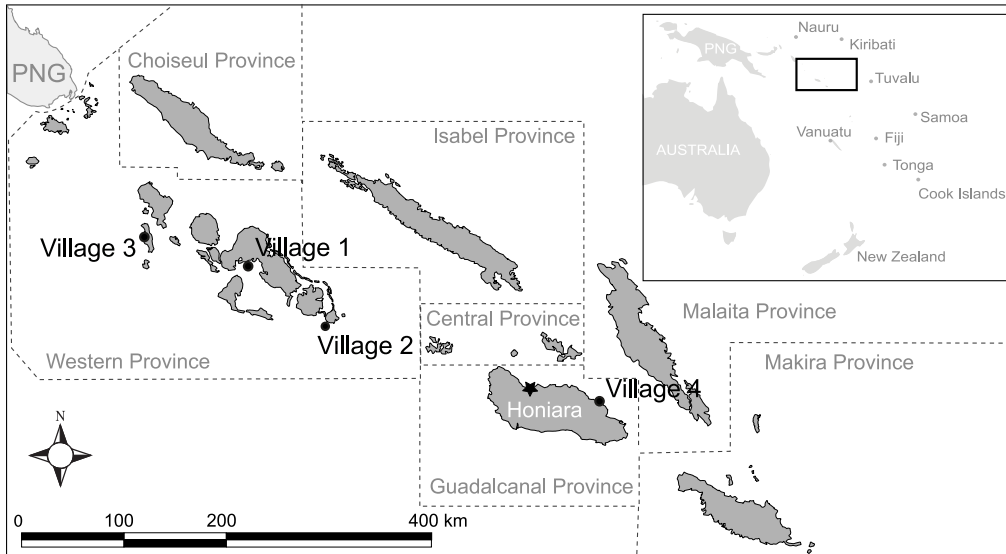 PNG
Choiseul Province
Isabel Province
Village 3
Village 1
Village 2
Western Province
Central Province
Malaita Province
Makira Province
Village 4
Honiara
Guadalcanal Province
N
0 100 200 400 km
Nauru
Kiribati
PNG
Tuvalu
Samoa
Vanuatu
Fiji
AUSTRALIA
Tonga
Cook Islands
New Zealand